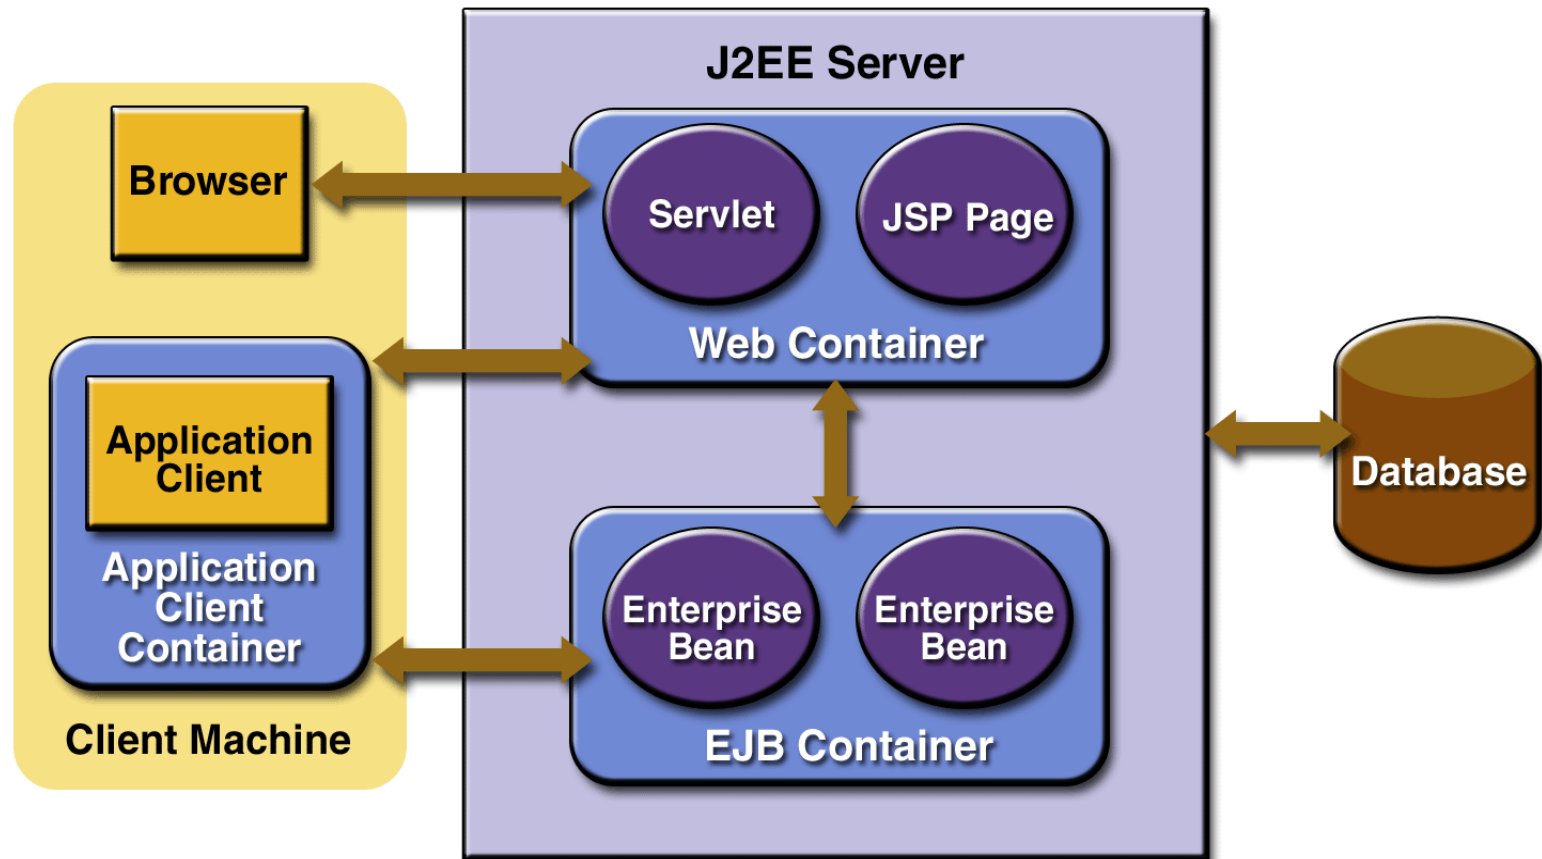 J2EE Server
Browser
Servlet
JSP Page
Web Container
Application
Client
Application
Client
Container
Client Machine
Enterprise
Bean
Enterprise
Bean
EJB Container
Database